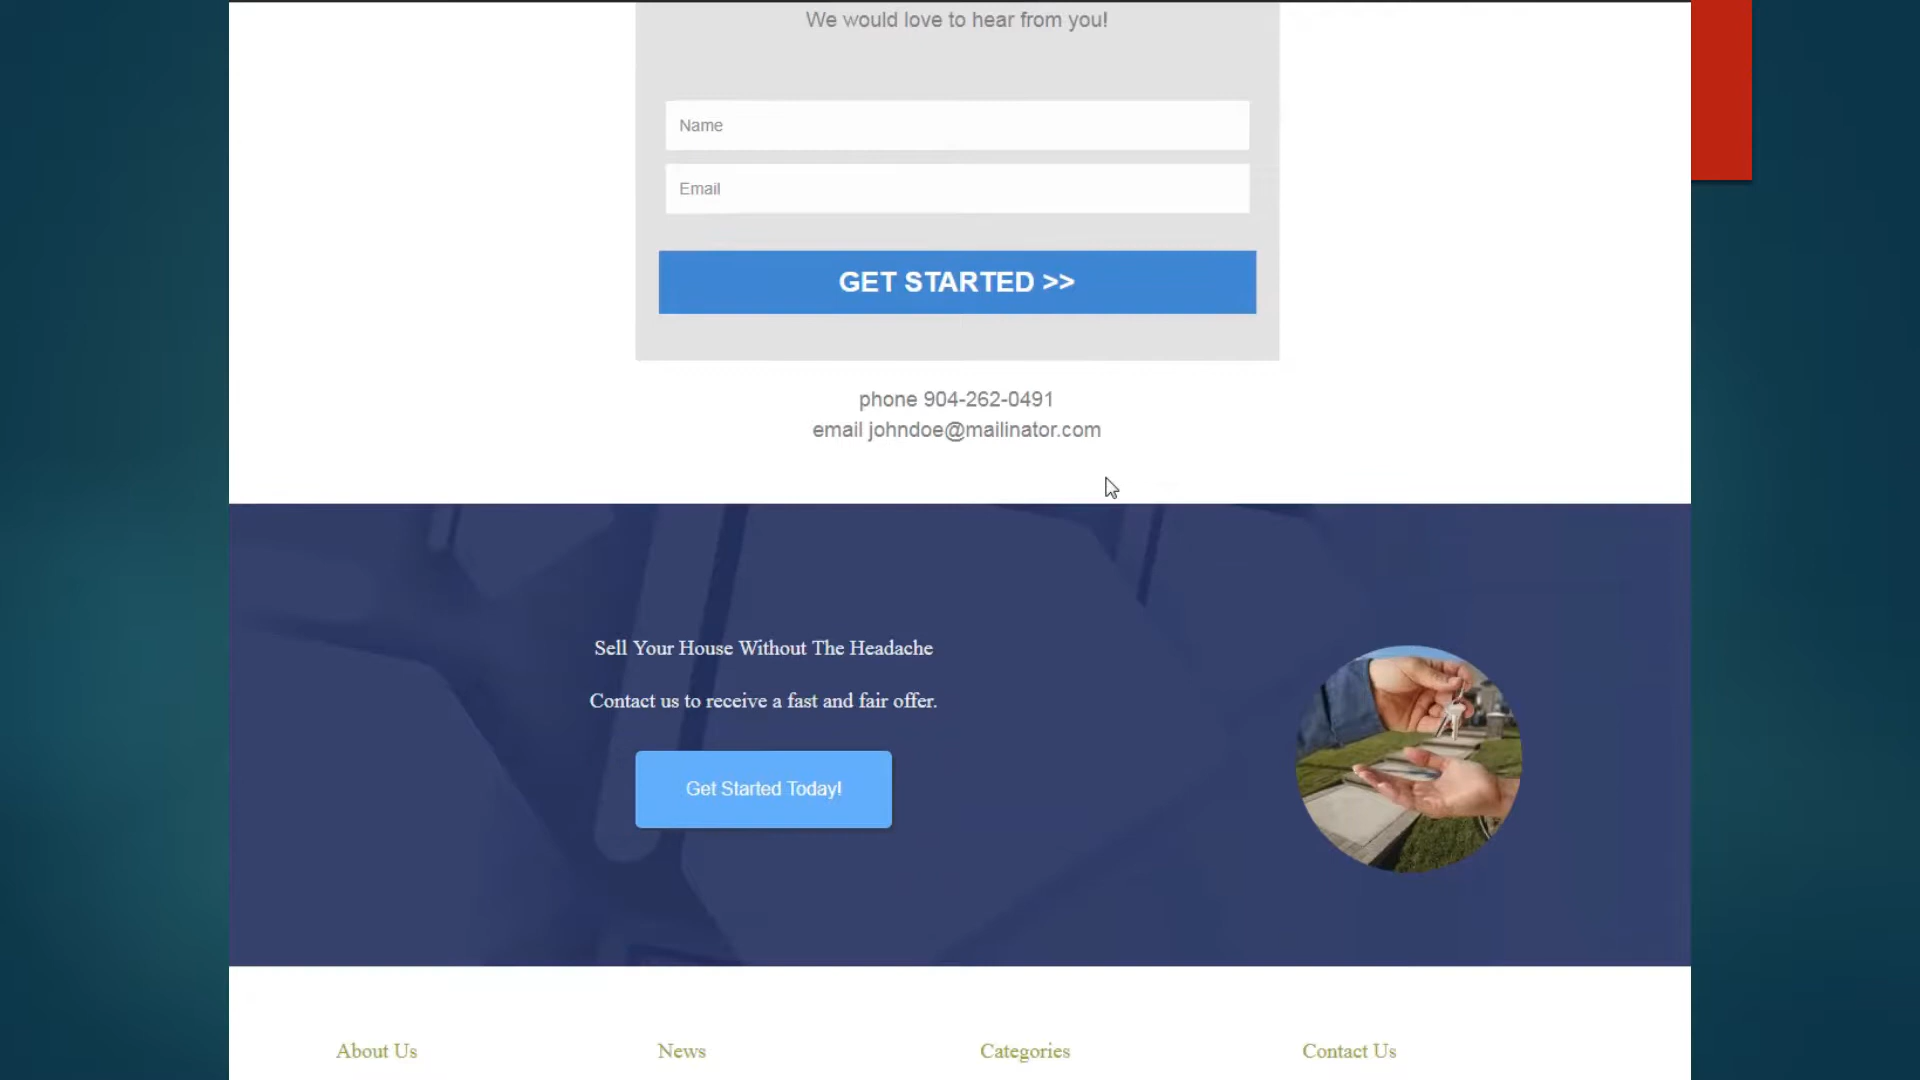 We would love to hear from you!
Name
Email
GET STARTED >>
phone 904-262-0491
email johndoe@mailinator.com
Sell Your House Without The Headache
Contact us to receive a fast and fair offer.
Get Started Today!
About Us
News
Categories
Contact Us